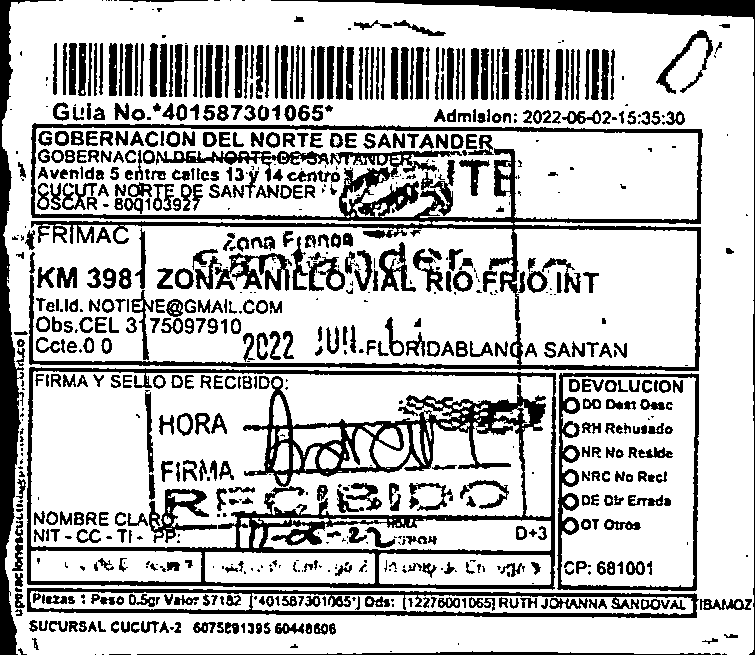 Guia No.*401587301065*
Admision: 2022-06-02-15:35:30
GOBERNACION DEL NORTE DE SANTANDER
GOBERNACION DEL NORTE DE SANTANDER
Avenida 5 entre calles 13 y 14 centro
CUCUTA NORTE DE SANTANDER
OSCAR - 800103927
FRIMAC
Zona Franca
santander
KM 3981 ZONA ANILLO VIAL RIO FRIO INT
Tel.Id. NOTIENE@GMAIL.COM
Obs.CEL 3175097910
Ccte.0 0
2022 JUN.
FLORIDABLANCA SANTAN
FIRMA Y SELLO DE RECIBIDO:
HORA
FIRMA
RECIBIDO
NOMBRE CLARO:
NIT - CC - TI - PP:
11-06-22
D+3
DEVOLUCION
DD Dest Desc
RH Rehusado
NR No Reside
NRC No Recl
DE Dir Errada
OT Otros
CP: 681001
Piezas 1 Peso 0.5gr Valor $7182 [*401587301065*] Ods: [12276001065] RUTH JOHANNA SANDOVAL TIBAMOZ
SUCURSAL CUCUTA-2 6075891395 60448606